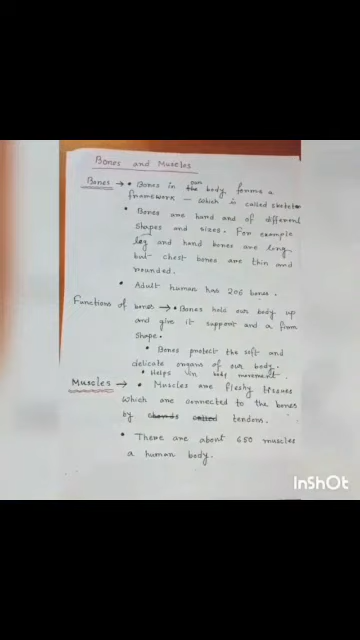 Bones and Muscles
Bones → • Bones in our body forms a
framework - which is called skeleton
• Bones are hard and of different
shapes and sizes. For example
leg and hand bones are long
but chest bones are thin and
rounded.
• Adult human has 206 bones.
Functions of bones → • Bones hold our body up
and give it support and a from
shape.
• Bones protect the soft and
delicate organs of our body.
• Helps in body movement.
Muscles → • Muscles are fleshy tissues
which are connected to the bones
by tendons.
• There are about 650 muscles
a human body.
InShOt